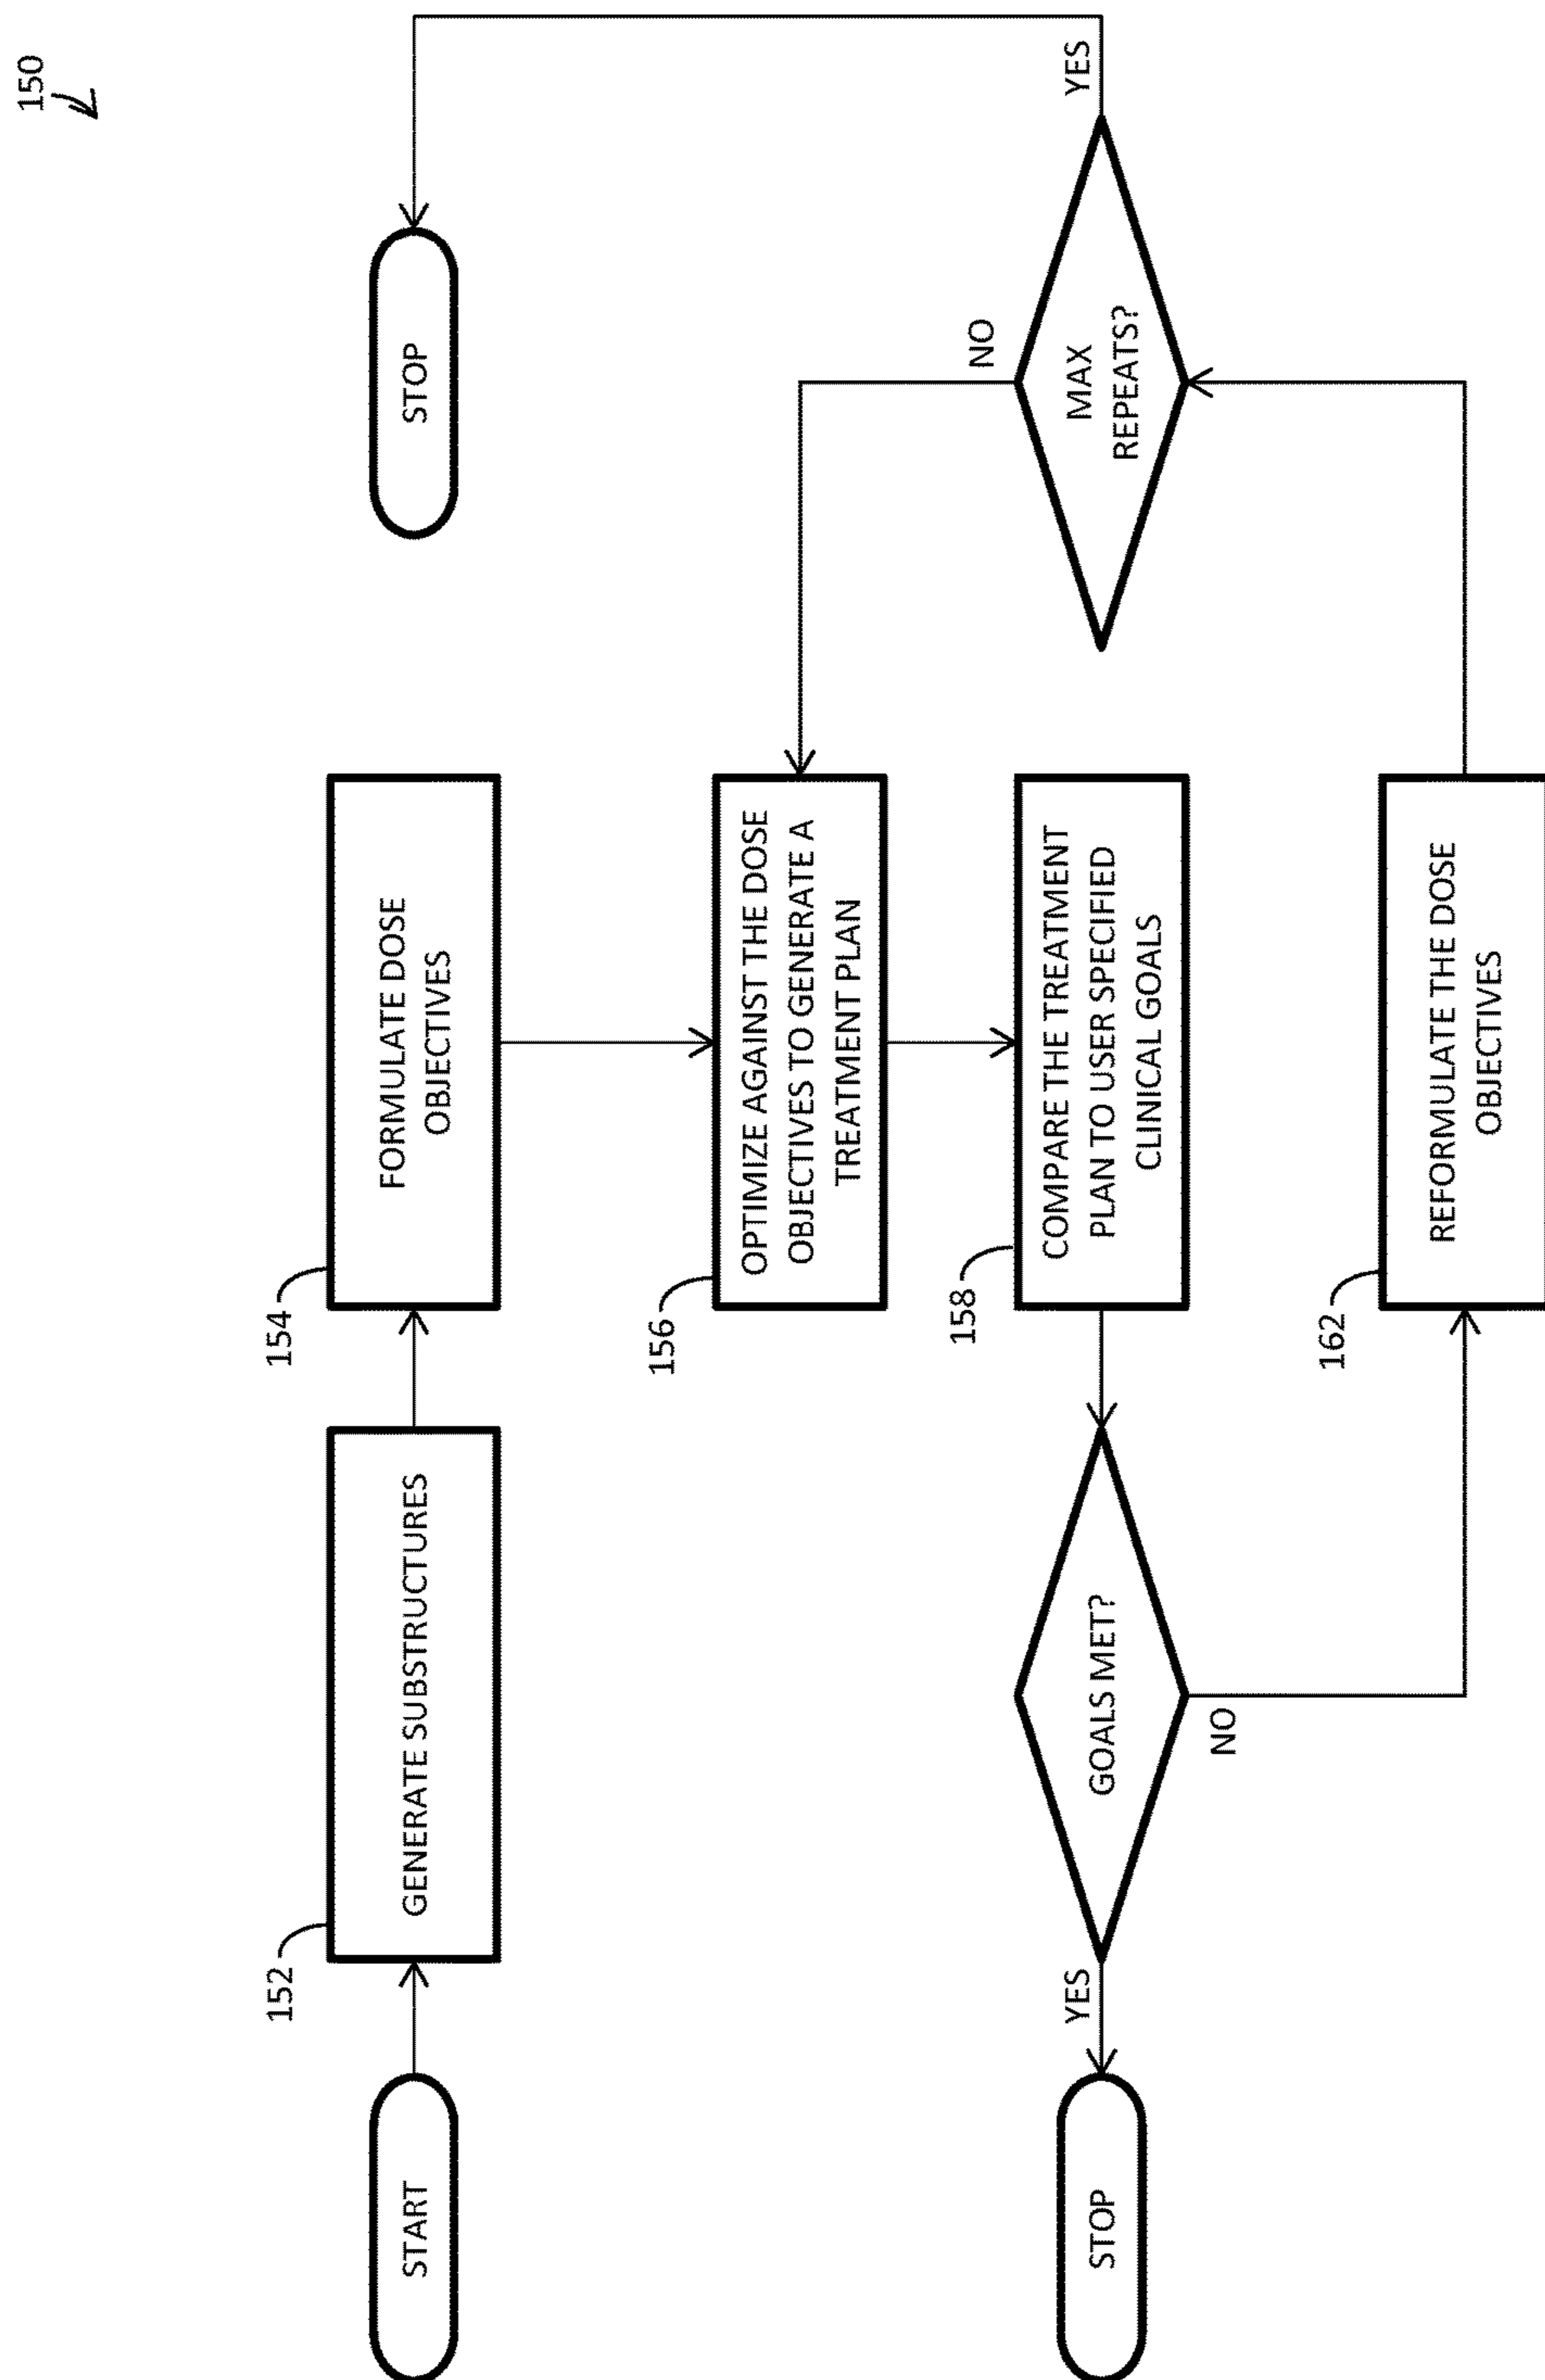 150
START
152
GENERATE SUBSTRUCTURES
154
FORMULATE DOSE
OBJECTIVES
STOP
156
OPTIMIZE AGAINST THE DOSE
OBJECTIVES TO GENERATE A
TREATMENT PLAN
158
COMPARE THE TREATMENT
PLAN TO USER SPECIFIED
CLINICAL GOALS
GOALS MET?
YES
STOP
NO
162
REFORMULATE THE DOSE
OBJECTIVES
MAX
REPEATS?
NO
YES